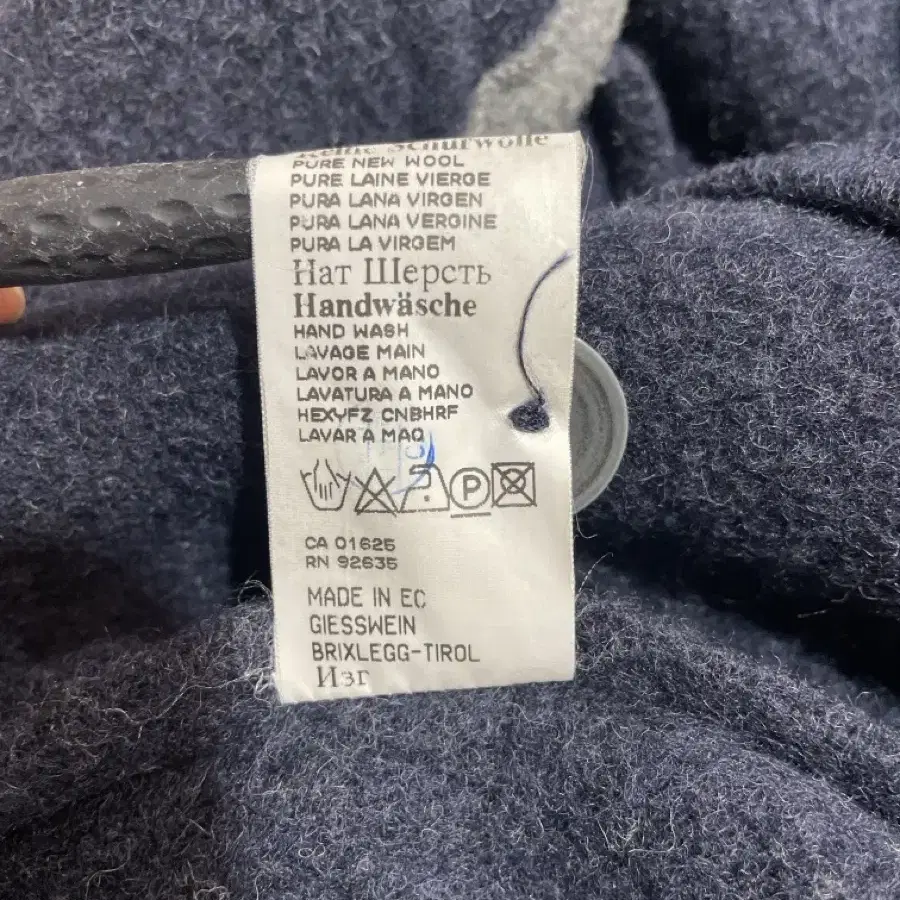 Reine Schurwolle
PURE NEW WOOL
PURE LAINE VIERGE
PURA LANA VIRGEN
PURA LANA VERGINE
PURA LA VIRGEM
Нат Шерсть
Handwäsche
HAND WASH
LAVAGE MAIN
LAVOR A MANO
LAVATURA A MANO
HEXYFZ CNBHRF
LAVAR A MAO
P
CA 01625
RN 92635
MADE IN EC
GIESSWEIN
BRIXLEGG-TIROL
Изг